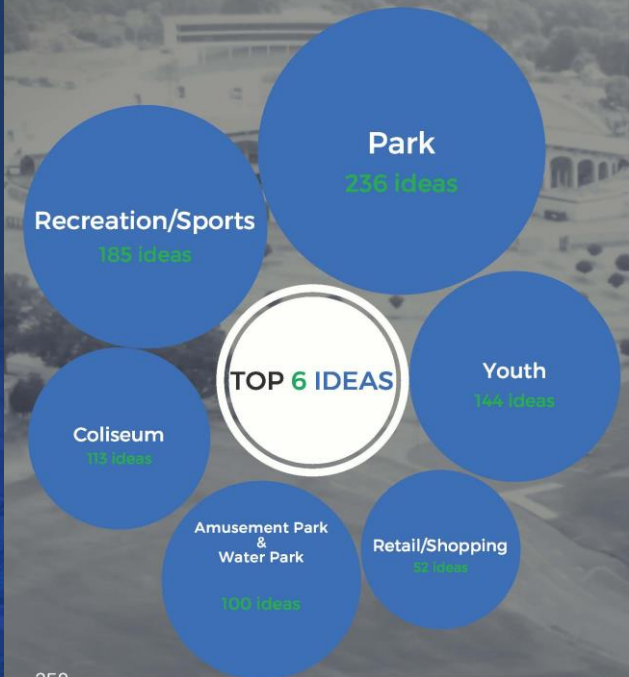 Park
236 ideas
Recreation/Sports
185 ideas
TOP 6 IDEAS
Youth
144 ideas
Coliseum
113 ideas
Amusement Park
&
Water Park
100 ideas
Retail/Shopping
52 ideas